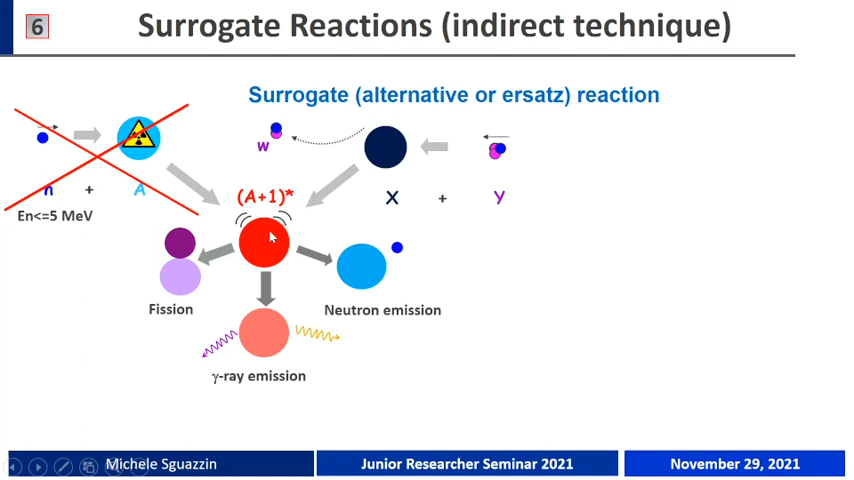 6
Surrogate Reactions (indirect technique)
Surrogate (alternative or ersatz) reaction
w
n + A
X + y
En<=5 MeV
(A+1)*
Fission
Neutron emission
γ-ray emission
Michele Sguazzin
Junior Researcher Seminar 2021
November 29, 2021